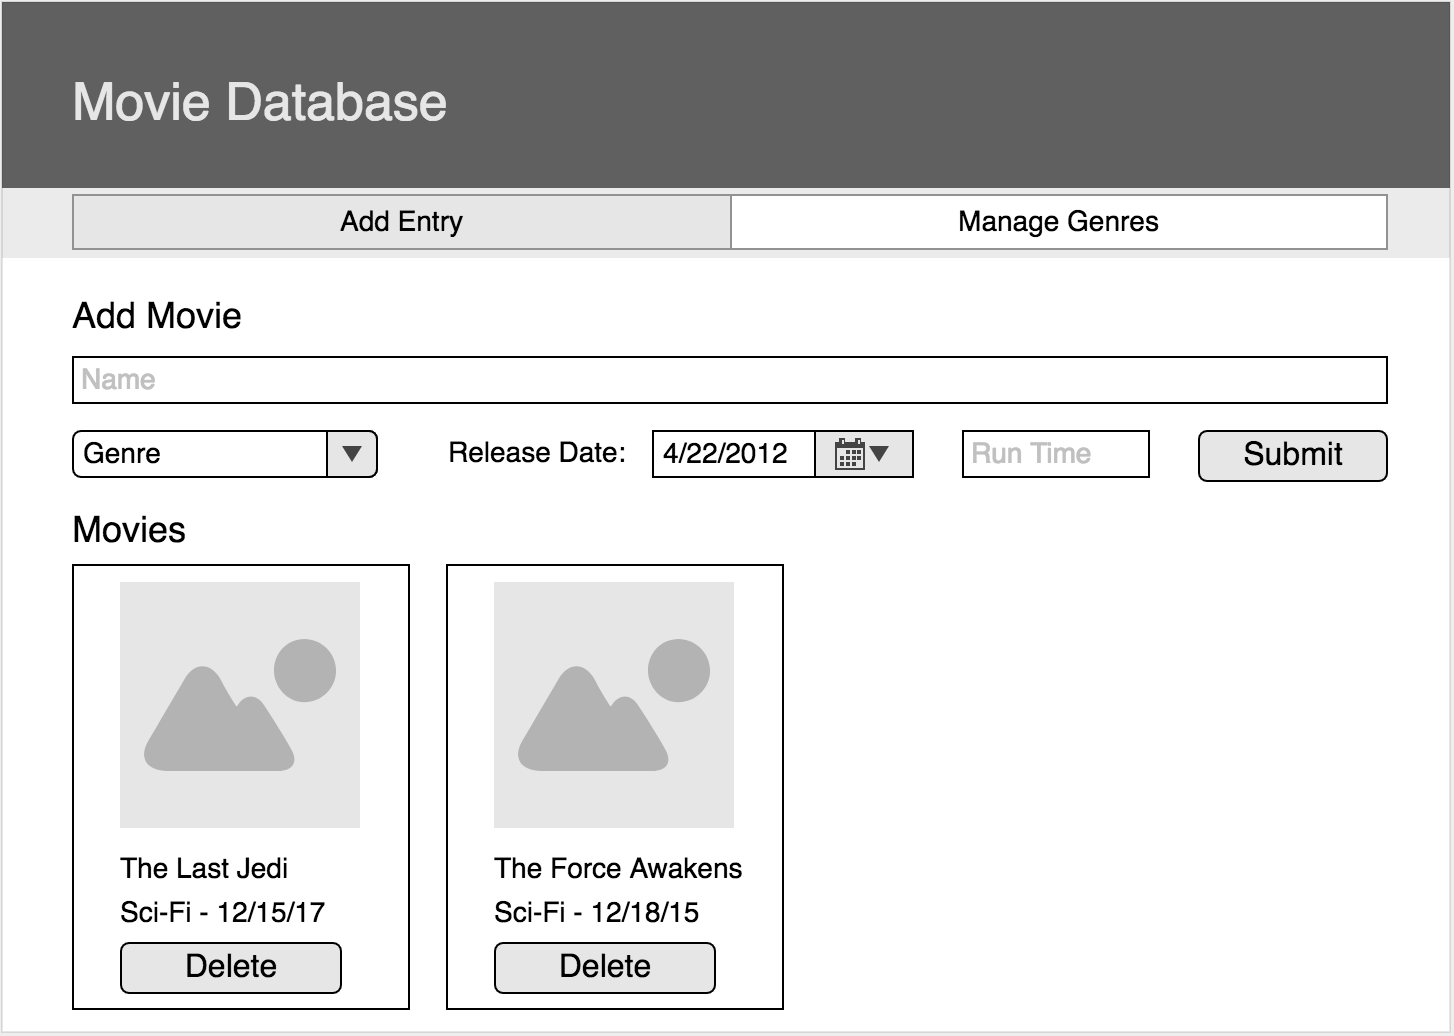 Movie Database
Add Entry Manage Genres
Add Movie
Name
Genre Release Date: 4/22/2012 Run Time Submit
Movies
The Last Jedi The Force Awakens
Sci-Fi - 12/15/17 Sci-Fi - 12/18/15
Delete Delete